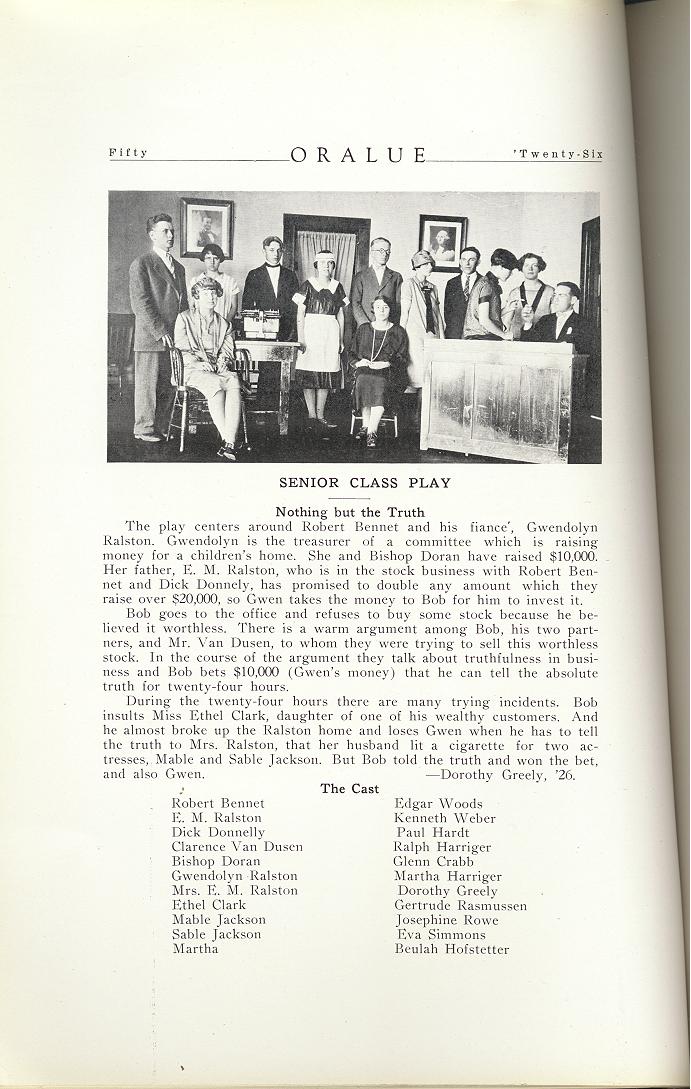 Fifty ORALUE 'Twenty-Six
SENIOR CLASS PLAY
Nothing but the Truth
The play centers around Robert Bennet and his fiance', Gwendolyn
Ralston. Gwendolyn is the treasurer of a committee which is raising
money for a children's home. She and Bishop Doran have raised $10,000.
Her father, E. M. Ralston, who is in the stock business with Robert Ben-
net and Dick Donnely, has promised to double any amount which they
raise over $20,000, so Gwen takes the money to Bob for him to invest it.
Bob goes to the office and refuses to buy some stock because he be-
lieved it worthless. There is a warm argument among Bob, his two part-
ners, and Mr. Van Dusen, to whom they were trying to sell this worthless
stock. In the course of the argument they talk about truthfulness in busi-
ness and Bob bets $10,000 (Gwen's money) that he can tell the absolute
truth for twenty-four hours.
During the twenty-four hours there are many trying incidents. Bob
insults Miss Ethel Clark, daughter of one of his wealthy customers. And
he almost broke up the Ralston home and loses Gwen when he has to tell
the truth to Mrs. Ralston, that her husband lit a cigarette for two ac-
tresses, Mable and Sable Jackson. But Bob told the truth and won the bet,
and also Gwen. —Dorothy Greely, '26.
The Cast
Robert Bennet Edgar Woods
E. M. Ralston Kenneth Weber
Dick Donnelly Paul Hardt
Clarence Van Dusen Ralph Harriger
Bishop Doran Glenn Crabb
Gwendolyn Ralston Martha Harriger
Mrs. E. M. Ralston Dorothy Greely
Ethel Clark Gertrude Rasmussen
Mable Jackson Josephine Rowe
Sable Jackson Eva Simmons
Martha Beulah Hofstetter